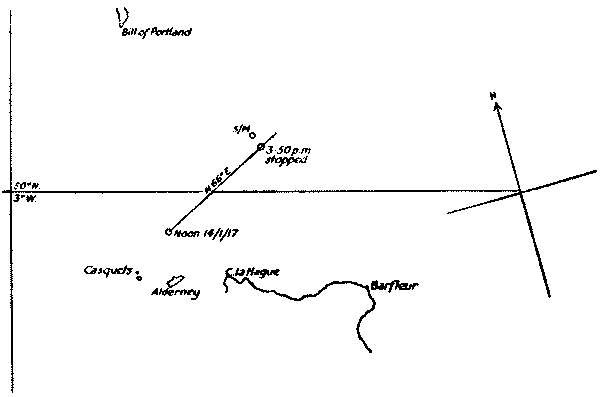 Bill of Portland
N
S/M
3·50 p.m
stopped
N 66° E
50° N.
3° W.
Noon 14/1/17
Casquets
Alderney
C. la Hague
Barfleur